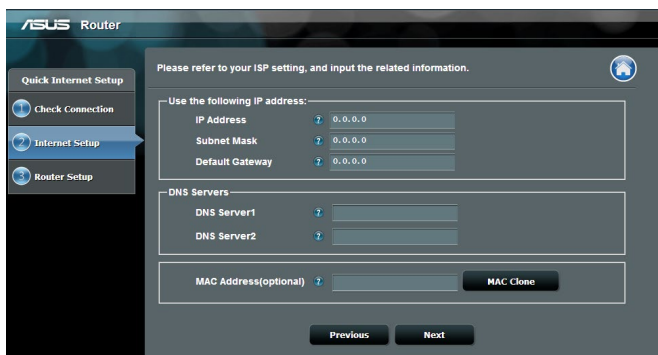 ASUS Router
Quick Internet Setup
1 Check Connection
2 Internet Setup
3 Router Setup
Please refer to your ISP setting, and input the related information.
Use the following IP address:
IP Address ? 0.0.0.0
Subnet Mask ? 0.0.0.0
Default Gateway ? 0.0.0.0
DNS Servers
DNS Server1 ?
DNS Server2 ?
MAC Address(optional) ? MAC Clone
Previous Next